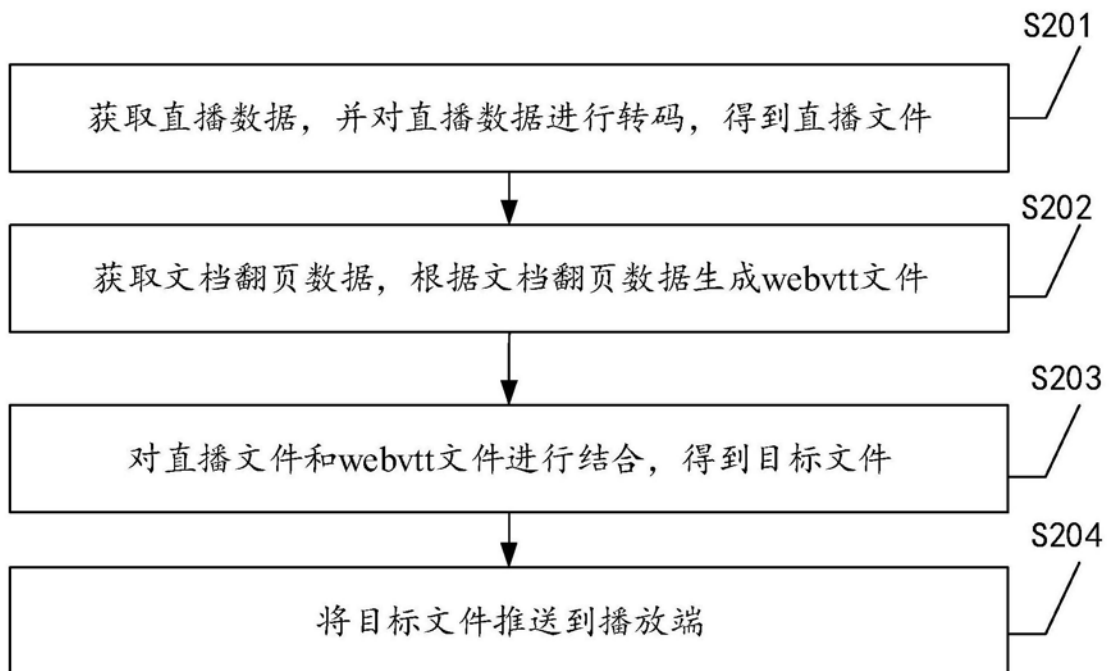 S201
获取直播数据，并对直播数据进行转码，得到直播文件
S202
获取文档翻页数据，根据文档翻页数据生成webvtt文件
S203
对直播文件和webvtt文件进行结合，得到目标文件
S204
将目标文件推送到播放端